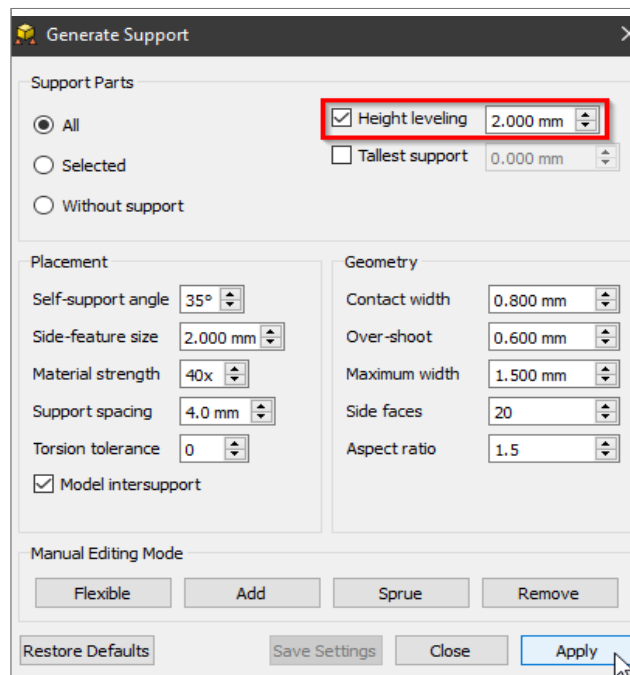 Generate Support
Support Parts
All
Height leveling 2.000 mm
Selected
Tallest support 0.000 mm
Without support
Placement
Self-support angle 35°
Side-feature size 2.000 mm
Material strength 40x
Support spacing 4.0 mm
Torsion tolerance 0
Model intersupport
Geometry
Contact width 0.800 mm
Over-shoot 0.600 mm
Maximum width 1.500 mm
Side faces 20
Aspect ratio 1.5
Manual Editing Mode
Flexible Add Sprue Remove
Restore Defaults Save Settings Close Apply